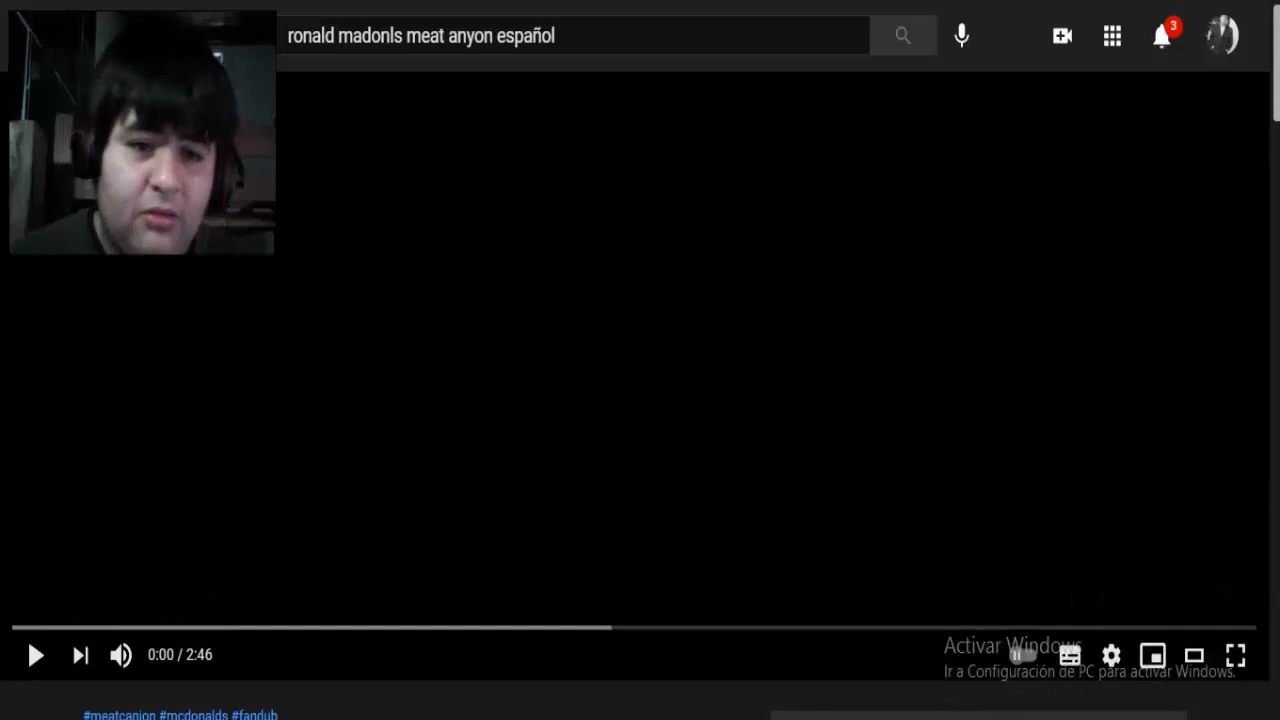 ronald madonls meat anyon español
3
0:00 / 2:46
Activar Windows
Ir a Configuración de PC para activar Windows.
#meatcanion #mcdonalds #fandub